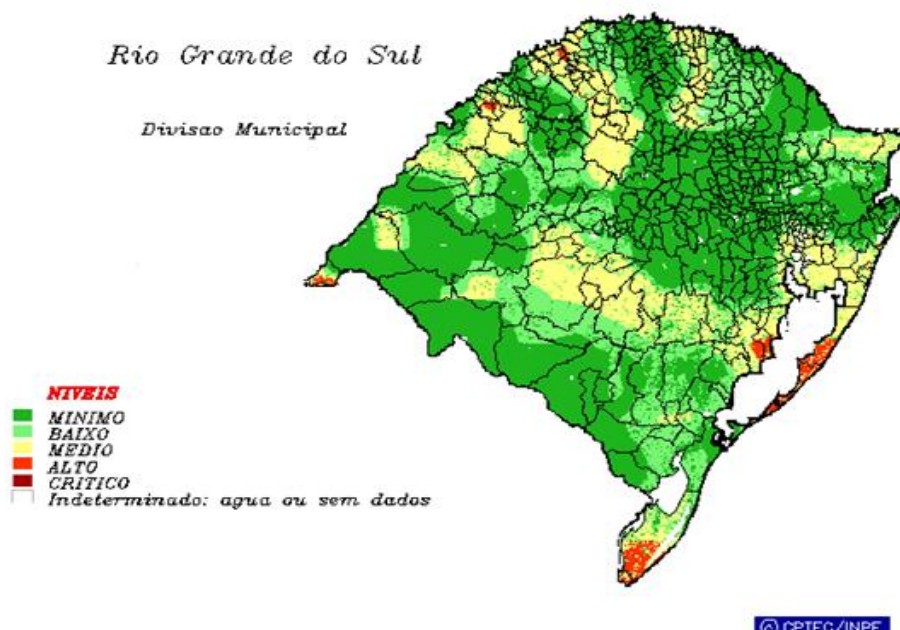 Rio Grande do Sul
Divisao Municipal
NIVEIS
MINIMO
BAIXO
MEDIO
ALTO
CRITICO
Indeterminado: agua ou sem dados
© CPTEC/INPE